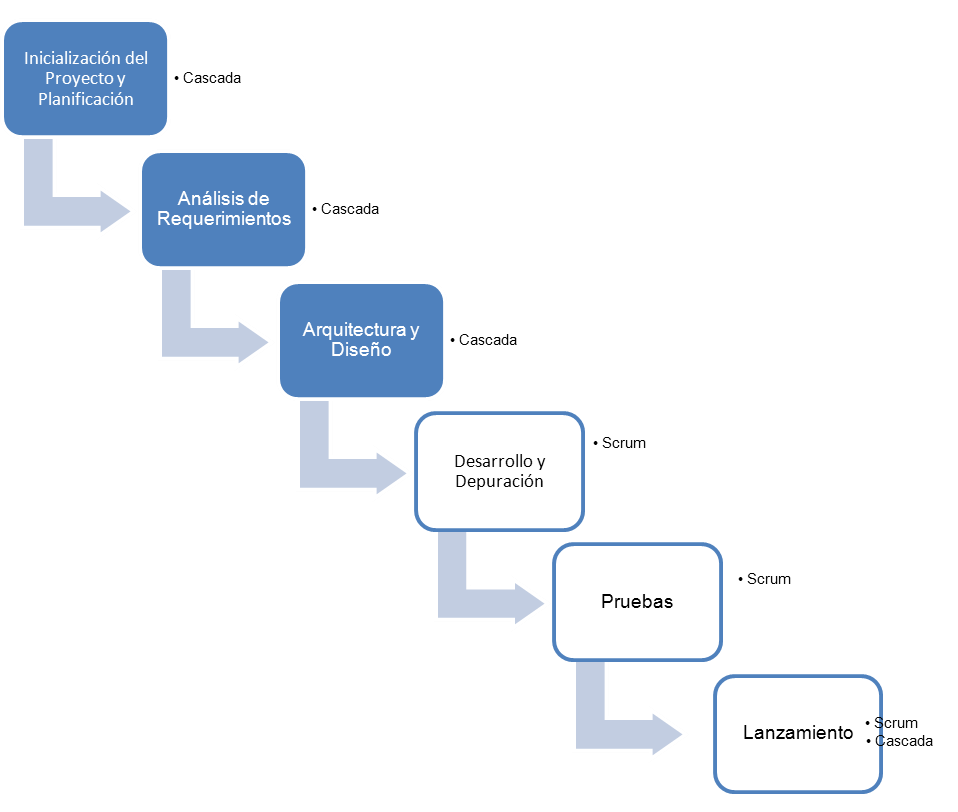 Inicialización del
Proyecto y
Planificación
• Cascada
Análisis de
Requerimientos
• Cascada
Arquitectura y
Diseño
• Cascada
Desarrollo y
Depuración
• Scrum
Pruebas
• Scrum
Lanzamiento
• Scrum
• Cascada